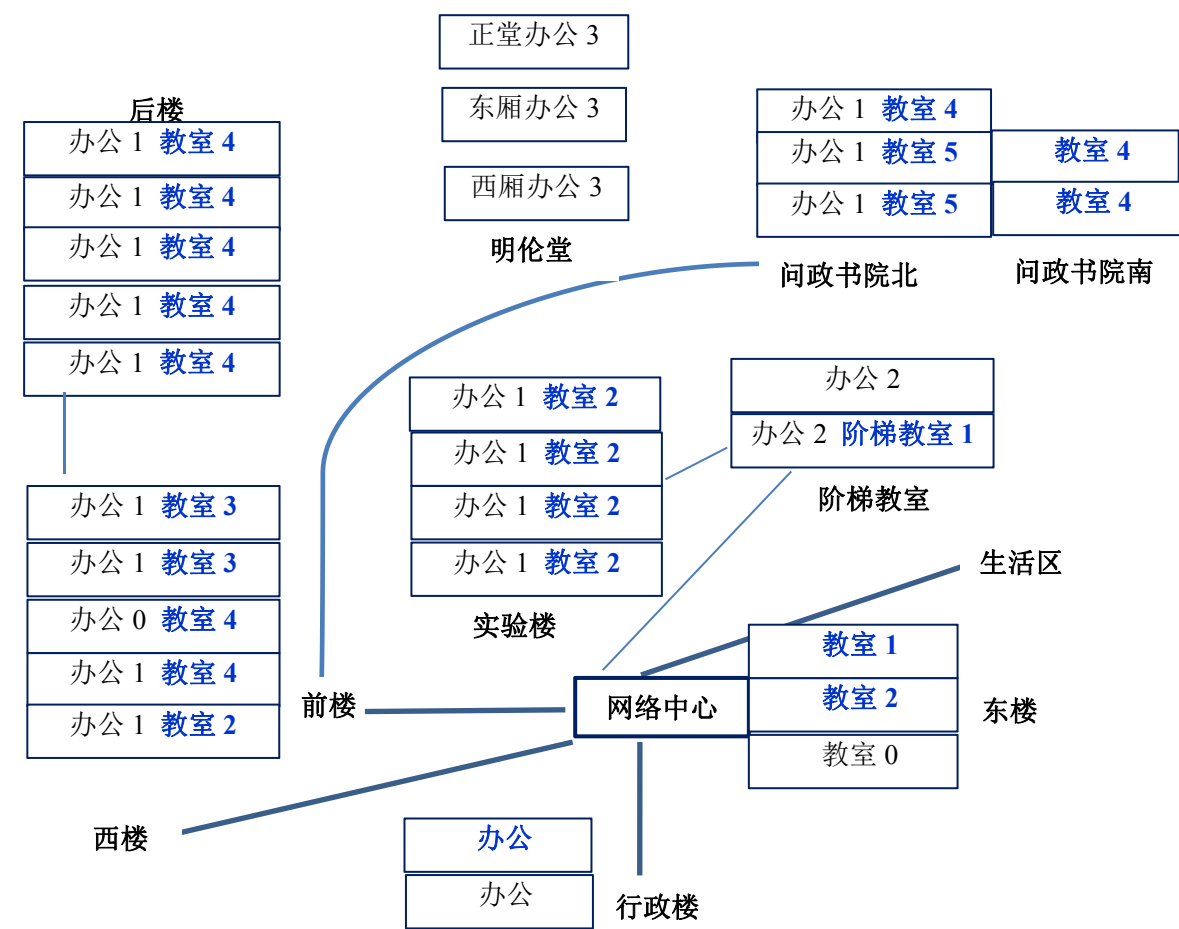 正堂办公 3
东厢办公 3
西厢办公 3
明伦堂
后楼
办公 1 教室 4
办公 1 教室 4
办公 1 教室 4
办公 1 教室 4
办公 1 教室 4
办公 1 教室 4
办公 1 教室 5
办公 1 教室 5
问政书院北
教室 4
教室 4
问政书院南
办公 1 教室 2
办公 1 教室 2
办公 1 教室 2
办公 1 教室 2
实验楼
办公 2
办公 2 阶梯教室 1
阶梯教室
生活区
办公 1 教室 3
办公 1 教室 3
办公 0 教室 4
办公 1 教室 4
办公 1 教室 2
前楼
网络中心
教室 1
教室 2
教室 0
东楼
西楼
办公
办公
行政楼